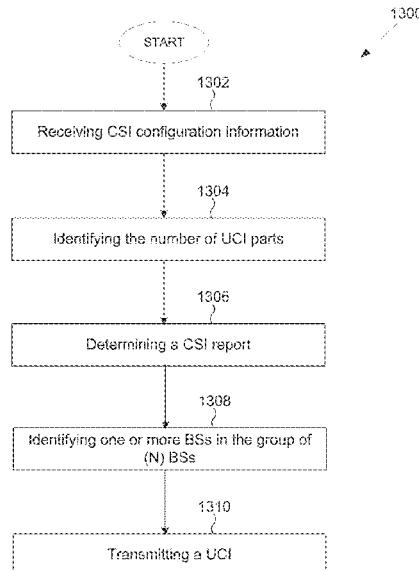 1300
START
1302
Receiving CSI configuration information
1304
Identifying the number of UCI parts
1306
Determining a CSI report
1308
Identifying one or more BSs in the group of
(N) BSs
1310
Transmitting a UCI